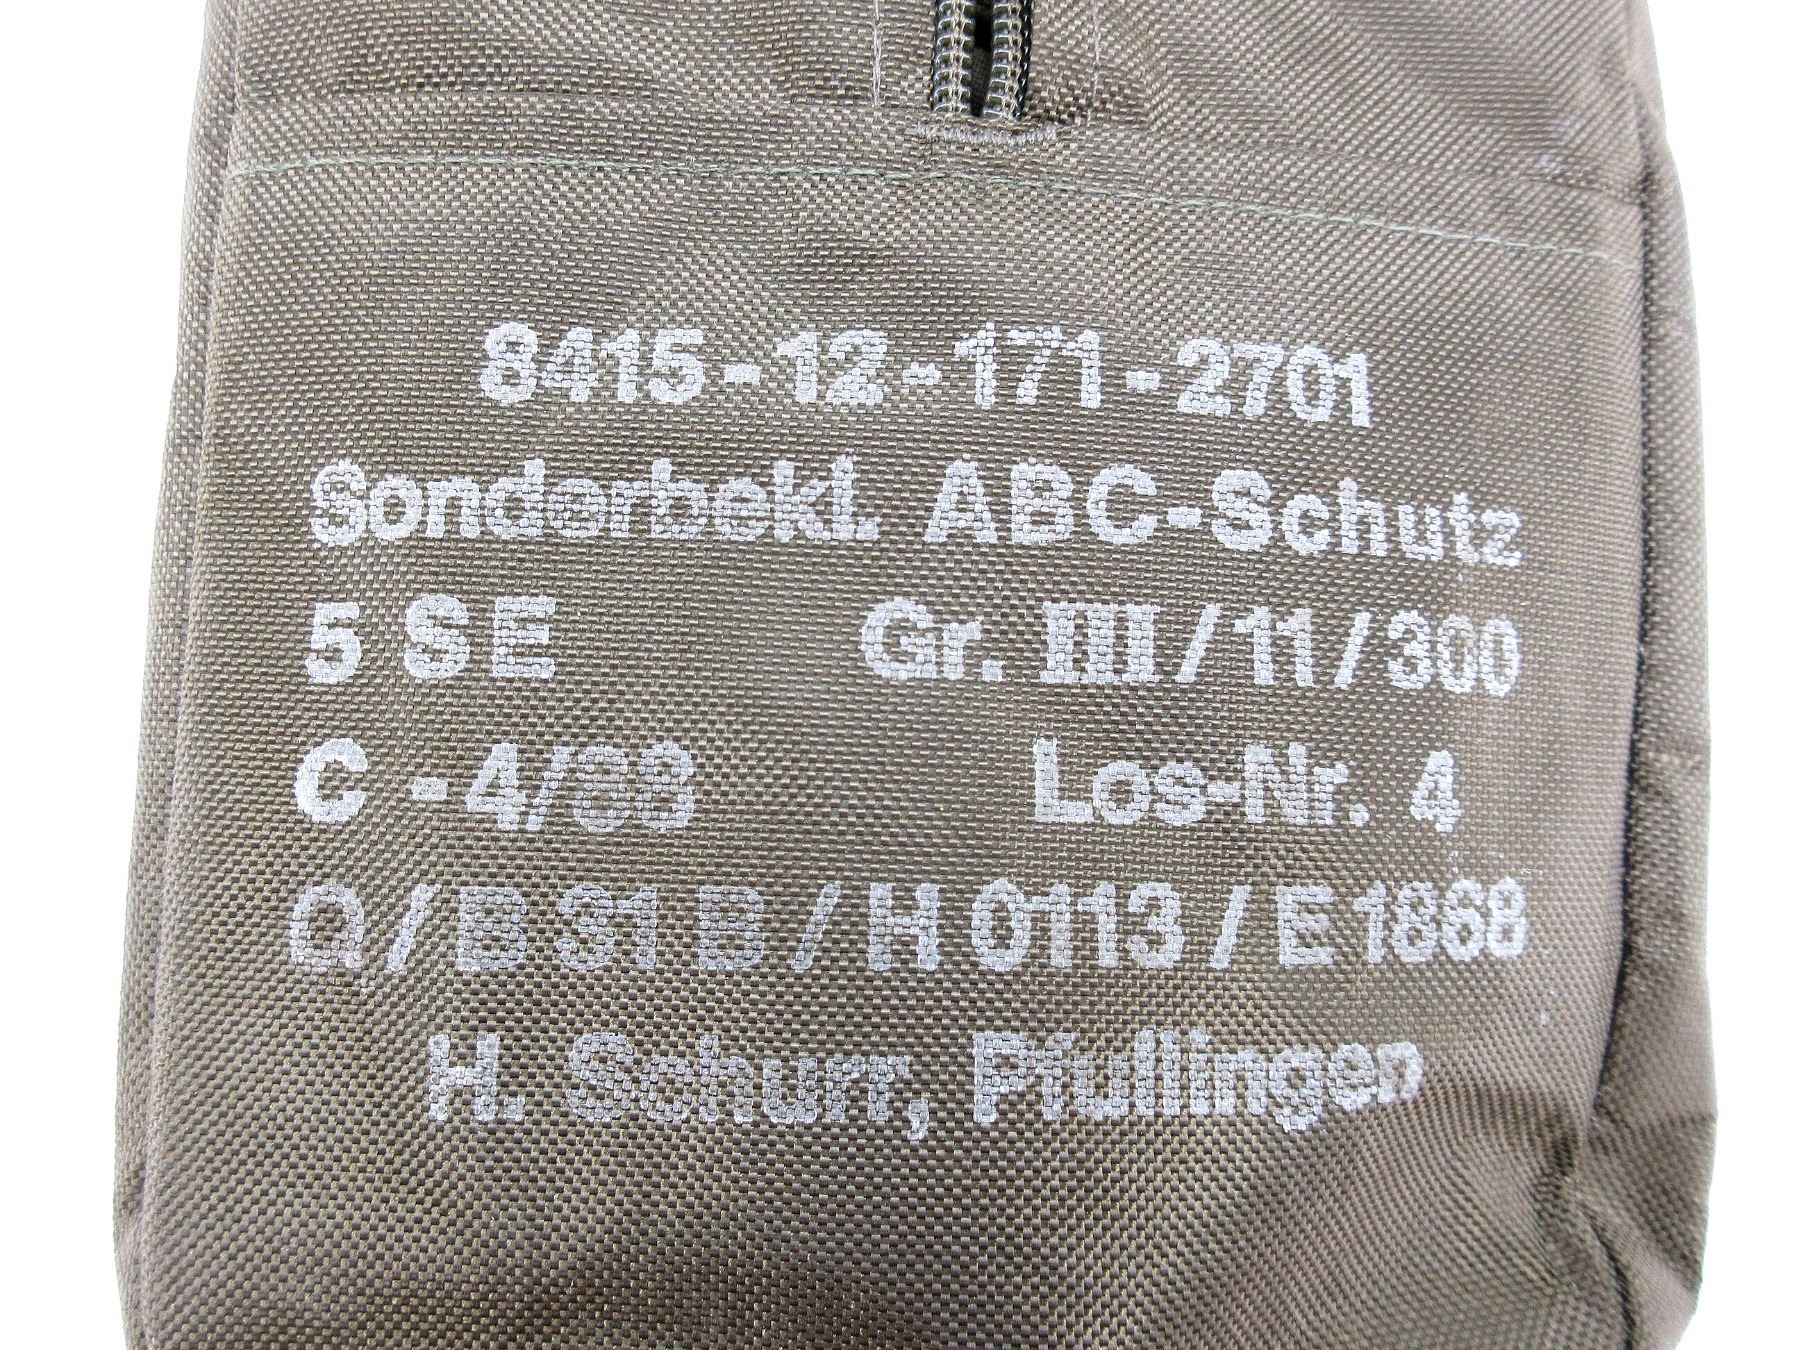 8415-12-171-2701
Sonderbekl. ABC-Schutz
5 SE Gr. III/11/300
C - 4/88 Los-Nr. 4
Q/B 31 B/H 0113/E 1868
H. Schurr, Pfullingen